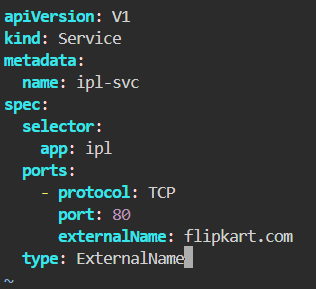 apiVersion: V1
kind: Service
metadata:
  name: ipl-svc
spec:
  selector:
    app: ipl
  ports:
    - protocol: TCP
      port: 80
      externalName: flipkart.com
  type: ExternalName
~